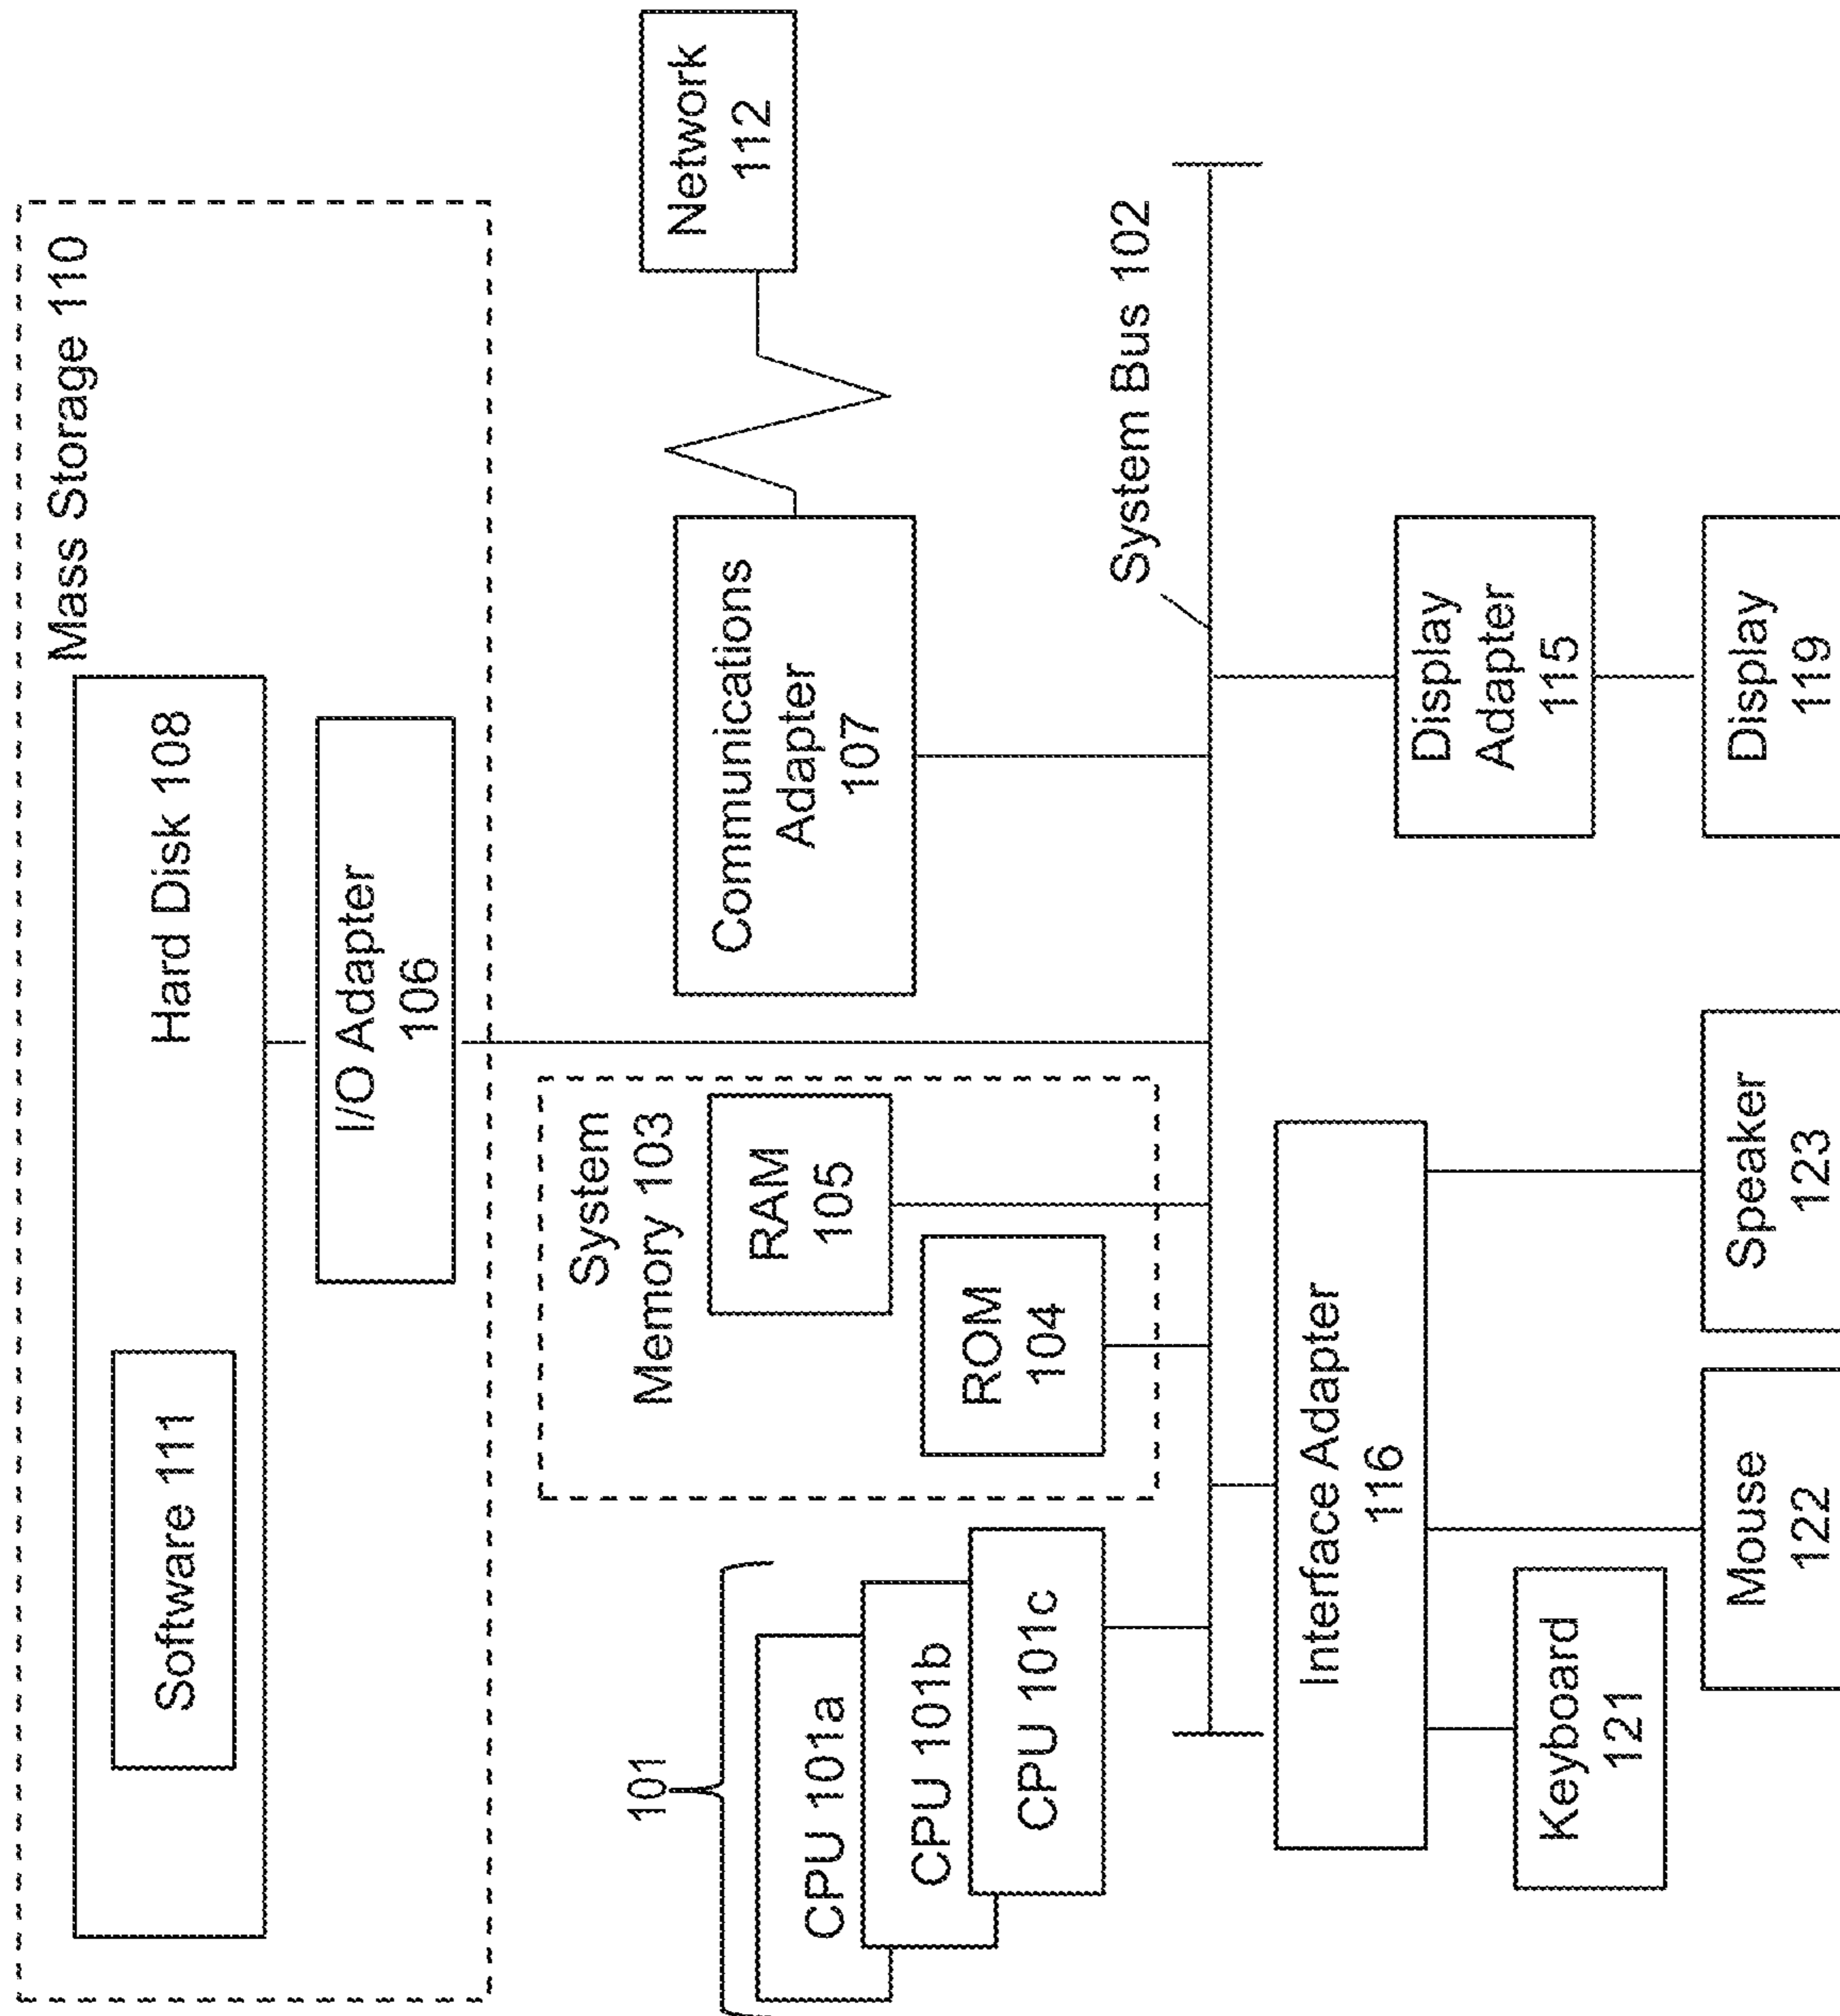 Mass Storage 110
Hard Disk 108
Software 111
I/O Adapter
106
101
CPU 101a
CPU 101b
CPU 101c
System
Memory 103
RAM
105
ROM
104
Communications
Adapter
107
Network
112
System Bus 102
Interface Adapter
116
Display
Adapter
115
Keyboard
121
Mouse
122
Speaker
123
Display
119